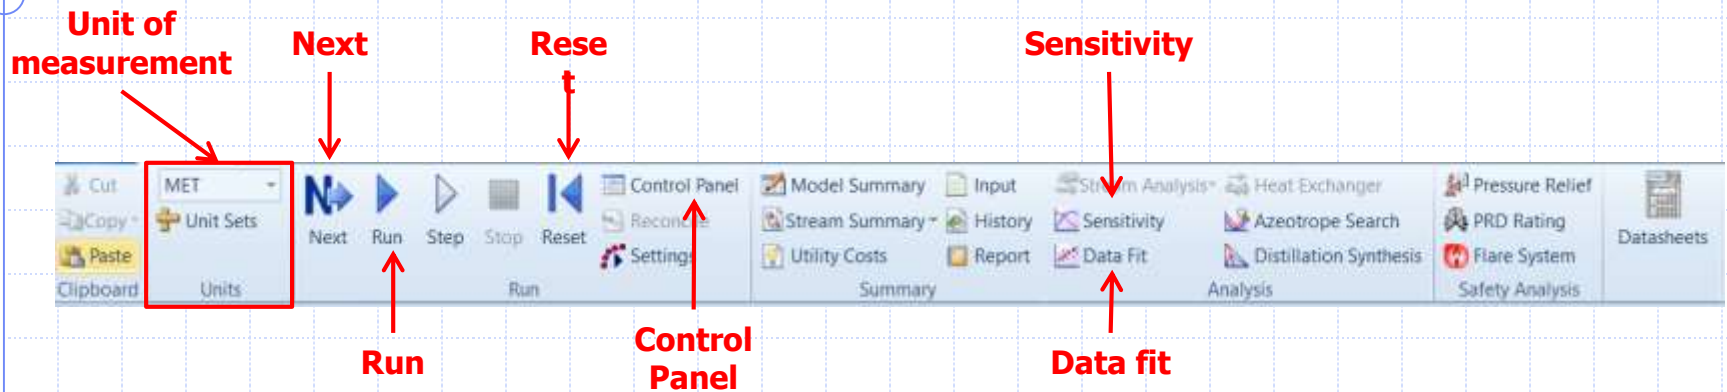 Unit of
measurement
Next
Rese
t
Sensitivity
Cut
Copy
Paste
Clipboard
MET
Unit Sets
Units
Next
Run
Step
Stop
Reset
Control Panel
Reconcile
Settings
Run
Model Summary
Stream Summary
Utility Costs
Input
History
Report
Summary
Stream Analysis
Sensitivity
Data Fit
Heat Exchanger
Azeotrope Search
Distillation Synthesis
Analysis
Pressure Relief
PRD Rating
Flare System
Safety Analysis
Datasheets
Run
Control
Panel
Data fit